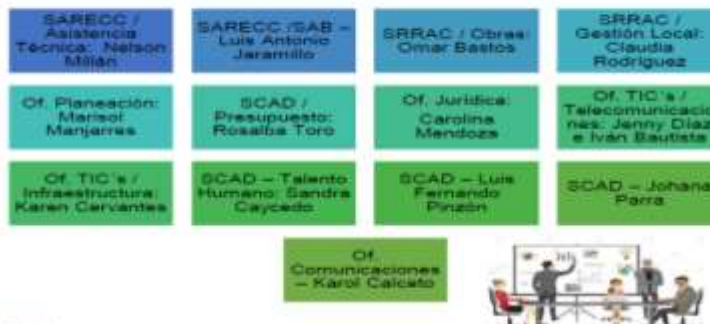 SARECC /
Asistencia
Técnica: Nelson
Millán
SARECC /SAB –
Luis Antonio
Jaramillo
SRRAC / Obras:
Omar Bastos
SRRAC /
Gestión Local:
Claudia
Rodríguez
Of. Planeación:
Marisol
Manjarres
SCAD /
Presupuesto:
Rosalba Toro
Of. Jurídica:
Carolina
Mendoza
Of. TIC´s /
Telecomunicacio
nes: Jenny Díaz
e Iván Bautista
Of. TIC´s /
Infraestructura:
Karen Cervantes
SCAD – Talento
Humano: Sandra
Caycedo
SCAD – Luis
Fernando
Pinzón
SCAD – Johana
Parra
Of.
Comunicaciones
– Karol Calceto